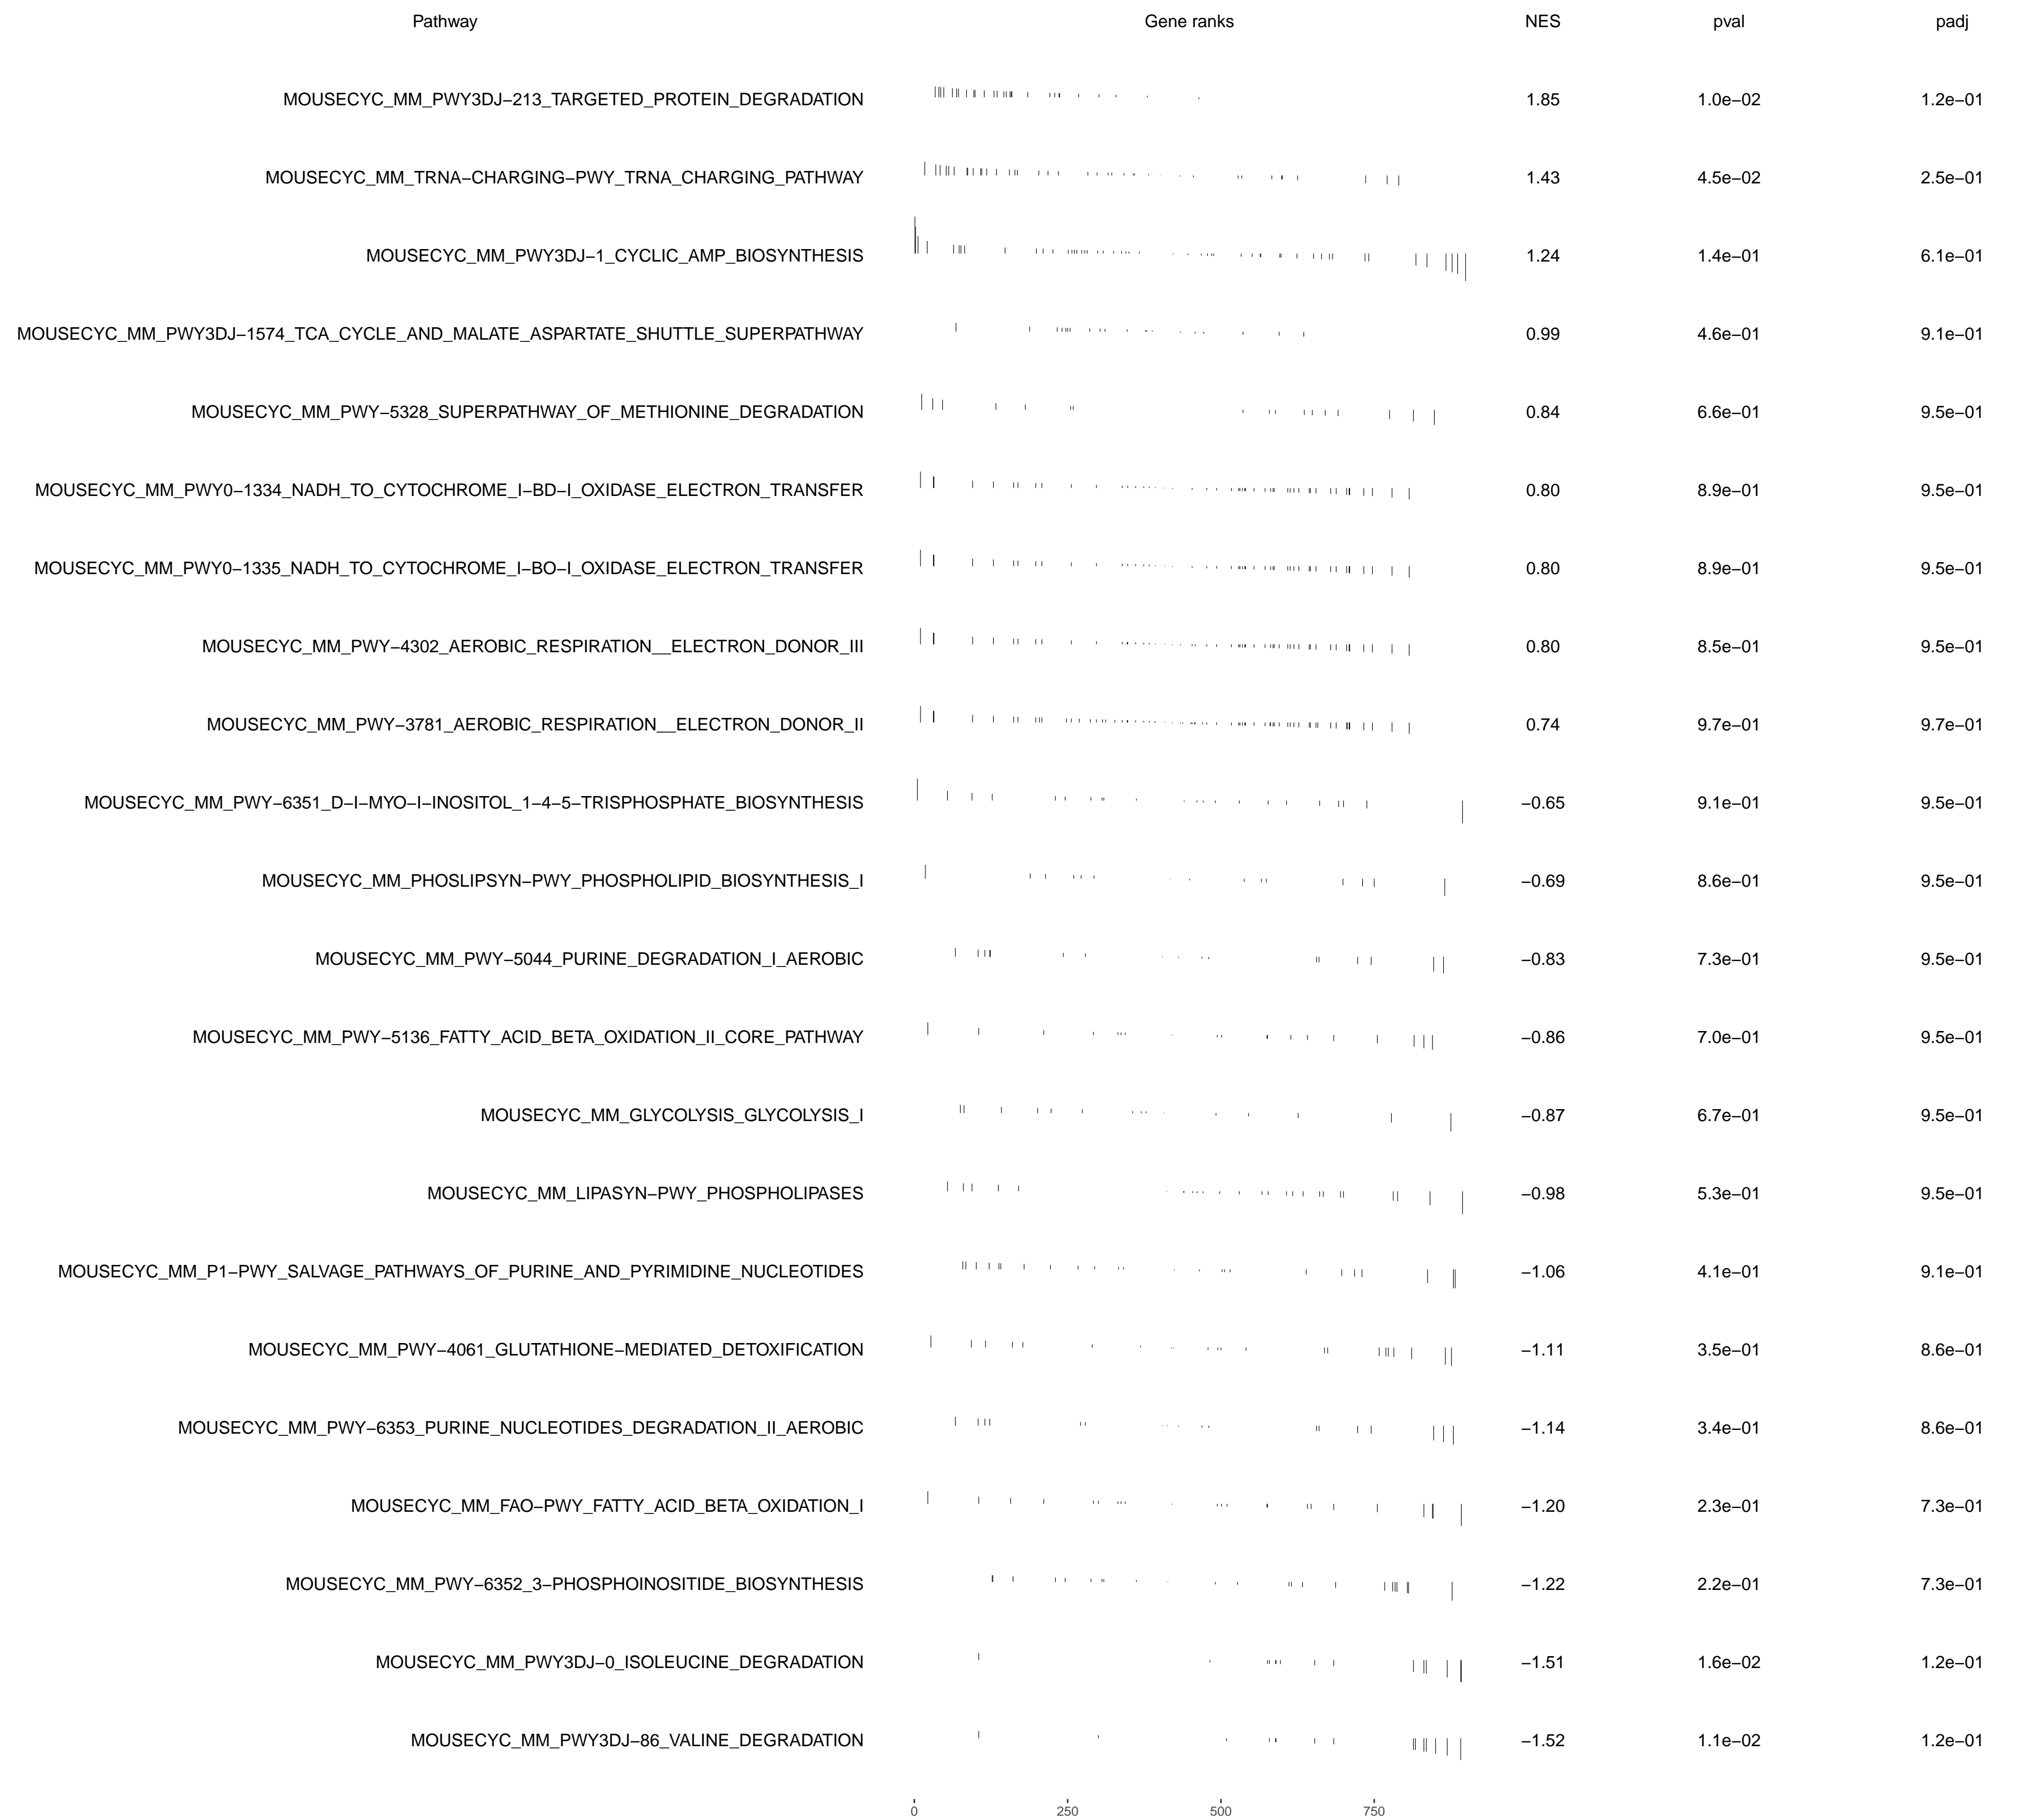 Pathway Gene ranks NES pval padj
MOUSECYC_MM_PWY3DJ−213_TARGETED_PROTEIN_DEGRADATION 1.85 1.0e−02 1.2e−01
MOUSECYC_MM_TRNA−CHARGING−PWY_TRNA_CHARGING_PATHWAY 1.43 4.5e−02 2.5e−01
MOUSECYC_MM_PWY3DJ−1_CYCLIC_AMP_BIOSYNTHESIS 1.24 1.4e−01 6.1e−01
MOUSECYC_MM_PWY3DJ−1574_TCA_CYCLE_AND_MALATE_ASPARTATE_SHUTTLE_SUPERPATHWAY 0.99 4.6e−01 9.1e−01
MOUSECYC_MM_PWY−5328_SUPERPATHWAY_OF_METHIONINE_DEGRADATION 0.84 6.6e−01 9.5e−01
MOUSECYC_MM_PWY0−1334_NADH_TO_CYTOCHROME_I−BD−I_OXIDASE_ELECTRON_TRANSFER 0.80 8.9e−01 9.5e−01
MOUSECYC_MM_PWY0−1335_NADH_TO_CYTOCHROME_I−BO−I_OXIDASE_ELECTRON_TRANSFER 0.80 8.9e−01 9.5e−01
MOUSECYC_MM_PWY−4302_AEROBIC_RESPIRATION__ELECTRON_DONOR_III 0.80 8.5e−01 9.5e−01
MOUSECYC_MM_PWY−3781_AEROBIC_RESPIRATION__ELECTRON_DONOR_II 0.74 9.7e−01 9.7e−01
MOUSECYC_MM_PWY−6351_D−I−MYO−I−INOSITOL_1−4−5−TRISPHOSPHATE_BIOSYNTHESIS −0.65 9.1e−01 9.5e−01
MOUSECYC_MM_PHOSLIPSYN−PWY_PHOSPHOLIPID_BIOSYNTHESIS_I −0.69 8.6e−01 9.5e−01
MOUSECYC_MM_PWY−5044_PURINE_DEGRADATION_I_AEROBIC −0.83 7.3e−01 9.5e−01
MOUSECYC_MM_PWY−5136_FATTY_ACID_BETA_OXIDATION_II_CORE_PATHWAY −0.86 7.0e−01 9.5e−01
MOUSECYC_MM_GLYCOLYSIS_GLYCOLYSIS_I −0.87 6.7e−01 9.5e−01
MOUSECYC_MM_LIPASYN−PWY_PHOSPHOLIPASES −0.98 5.3e−01 9.5e−01
MOUSECYC_MM_P1−PWY_SALVAGE_PATHWAYS_OF_PURINE_AND_PYRIMIDINE_NUCLEOTIDES −1.06 4.1e−01 9.1e−01
MOUSECYC_MM_PWY−4061_GLUTATHIONE−MEDIATED_DETOXIFICATION −1.11 3.5e−01 8.6e−01
MOUSECYC_MM_PWY−6353_PURINE_NUCLEOTIDES_DEGRADATION_II_AEROBIC −1.14 3.4e−01 8.6e−01
MOUSECYC_MM_FAO−PWY_FATTY_ACID_BETA_OXIDATION_I −1.20 2.3e−01 7.3e−01
MOUSECYC_MM_PWY−6352_3−PHOSPHOINOSITIDE_BIOSYNTHESIS −1.22 2.2e−01 7.3e−01
MOUSECYC_MM_PWY3DJ−0_ISOLEUCINE_DEGRADATION −1.51 1.6e−02 1.2e−01
MOUSECYC_MM_PWY3DJ−86_VALINE_DEGRADATION −1.52 1.1e−02 1.2e−01
0 250 500 750